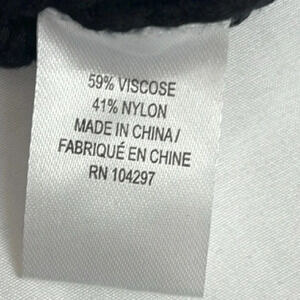 59% VISCOSE
41% NYLON
MADE IN CHINA/
FABRIQUÉ EN CHINE
RN 104297